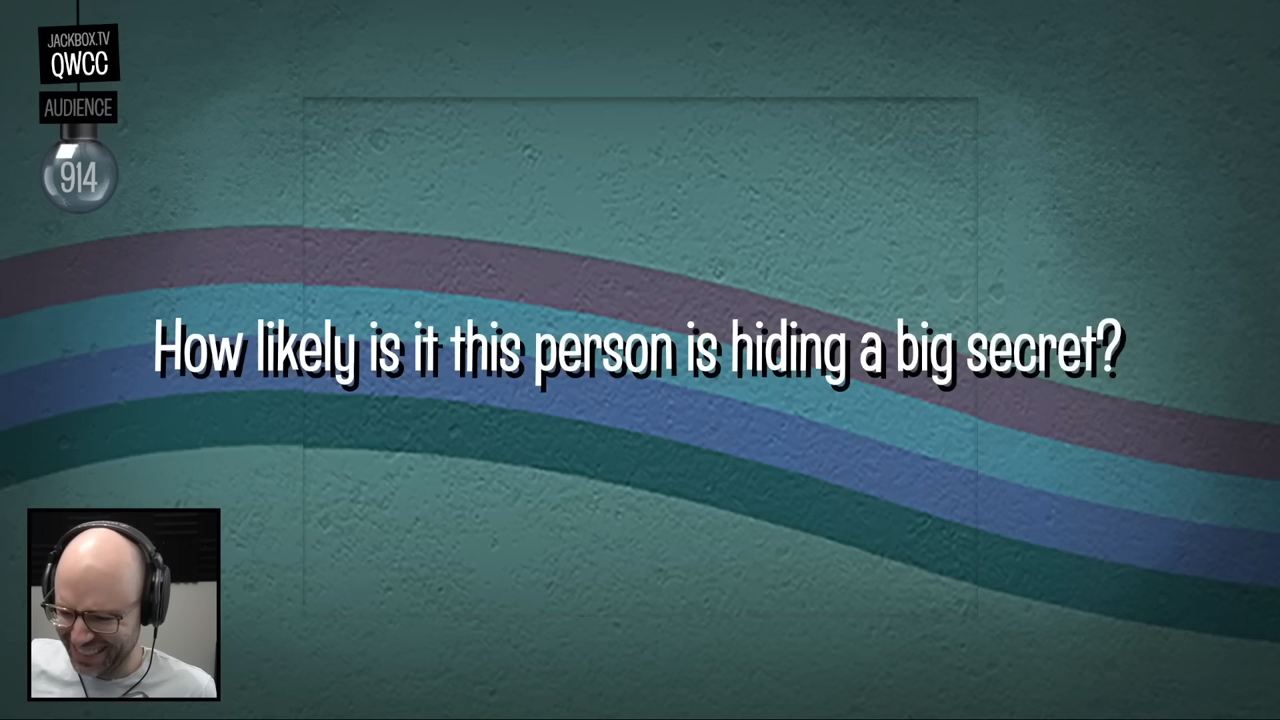 JACKBOX.TV
QWCC
AUDIENCE
914
How likely is it this person is hiding a big secret?